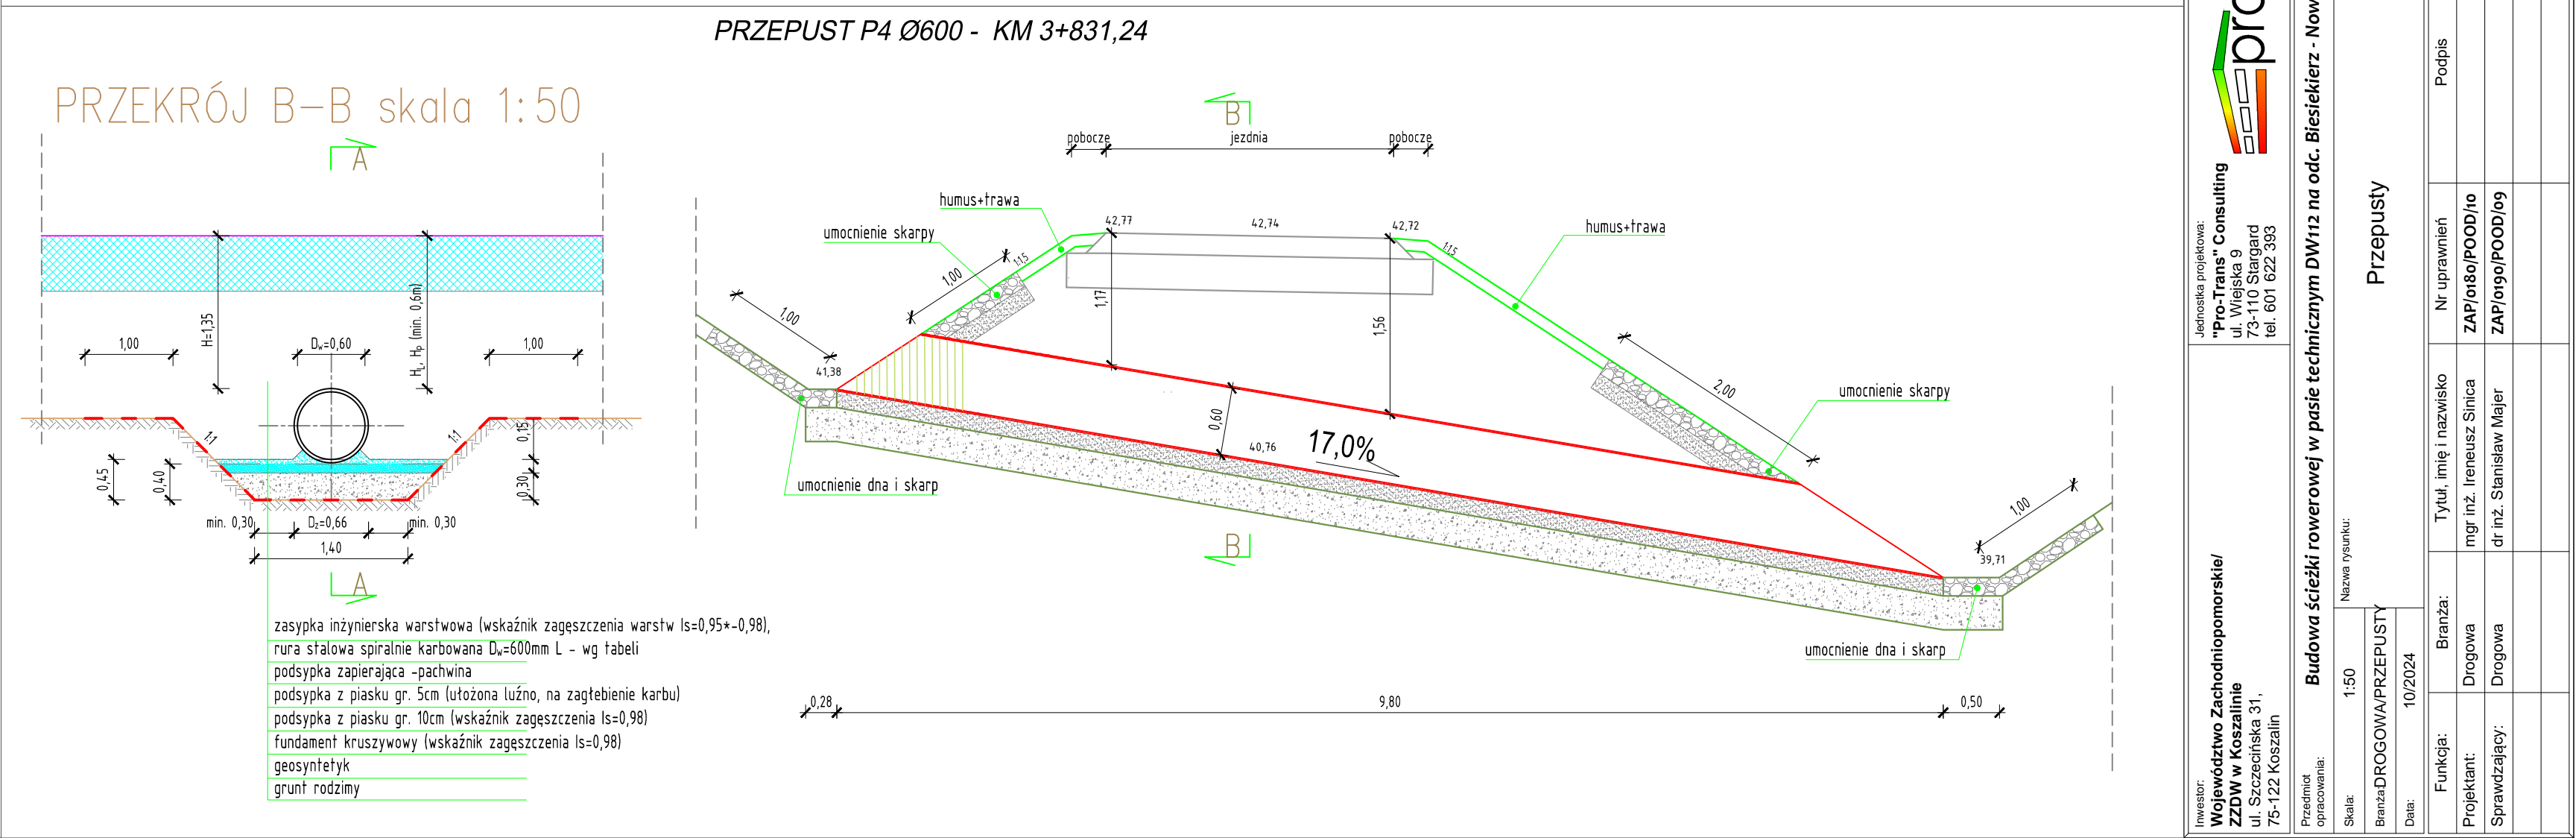 PRZEPUST P4 Ø600 - KM 3+831,24
PRZEKRÓJ B-B skala 1:50
A
H=1,35
HL, Hp (min. 0,6m)
1,00
Dw=0,60
1,00
1:1
1:1
0,45
0,40
0,15
0,30
min. 0,30
Dz=0,66
min. 0,30
1,40
A
zasypka inżynierska warstwowa (wskaźnik zagęszczenia warstw Is=0,95*-0,98),
rura stalowa spiralnie karbowana Dw=600mm L - wg tabeli
podsypka zapierająca -pachwina
podsypka z piasku gr. 5cm (ułożona luźno, na zagłebienie karbu)
podsypka z piasku gr. 10cm (wskaźnik zagęszczenia Is=0,98)
fundament kruszywowy (wskaźnik zagęszczenia Is=0,98)
geosyntetyk
grunt rodzimy
B
pobocze
jezdnia
pobocze
humus+trawa
umocnienie skarpy
42,77
42,74
42,72
humus+trawa
1:1,5
1:1,5
1,00
1,00
1,17
1,56
41,38
2,00
umocnienie skarpy
0,60
40,76
17,0%
umocnienie dna i skarp
B
1,00
39,71
umocnienie dna i skarp
0,28
9,80
0,50
Inwestor:
Województwo Zachodniopomorskie/
ZZDW w Koszalinie
ul. Szczecińska 31,
75-122 Koszalin
Jednostka projektowa:
"Pro-Trans" Consulting
ul. Wiejska 9
73-110 Stargard
tel. 601 622 393
pro
Przedmiot
opracowania:
Budowa ścieżki rowerowej w pasie technicznym DW112 na odc. Biesiekierz - Now
Skala:
1:50
Branża:
DROGOWA/PRZEPUSTY
Data:
10/2024
Nazwa rysunku:
Przepusty
Funkcja:
Branża:
Tytuł, imię i nazwisko
Nr uprawnień
Podpis
Projektant:
Drogowa
mgr inż. Ireneusz Sinica
ZAP/0180/POOD/10
Sprawdzający:
Drogowa
dr inż. Stanisław Majer
ZAP/0190/POOD/09